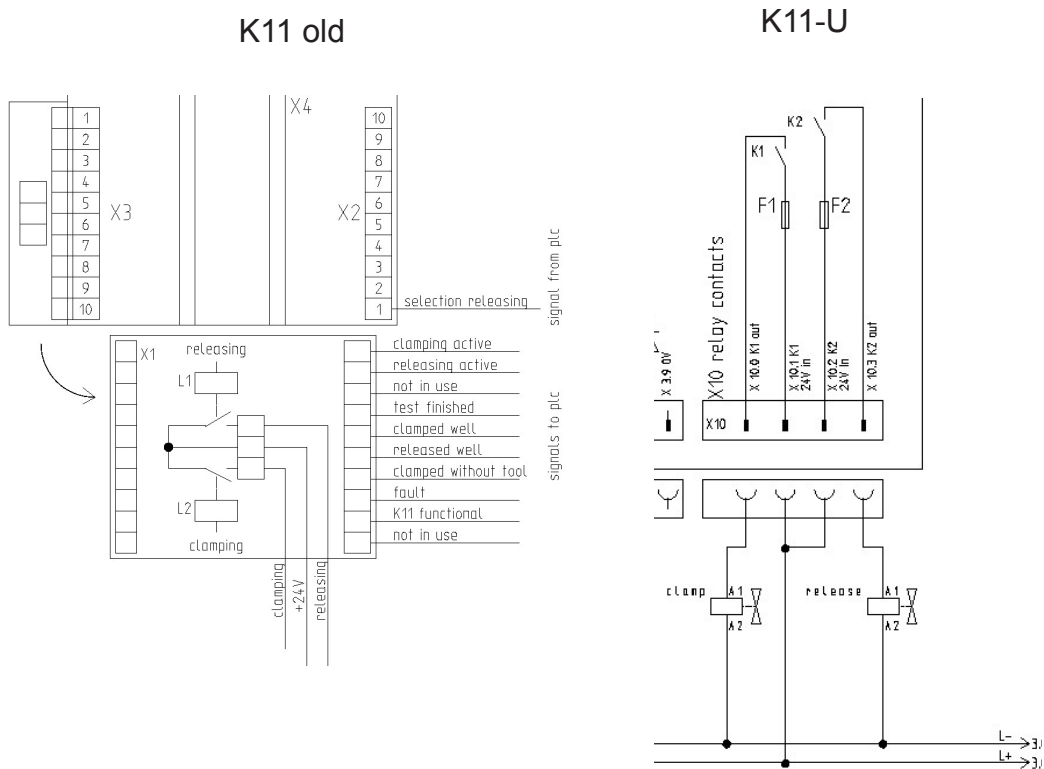 K11 old
K11-U
X4
1
2
3
4
5
6
7
8
9
10
X3
X2
10
9
8
7
6
5
4
3
2
1
selection releasing
signal from plc
X1
releasing
L1
L2
clamping
clamping active
releasing active
not in use
test finished
clamped well
released well
clamped without tool
fault
K11 functional
not in use
signals to plc
clamping
+24V
releasing
K2
K1
F1
F2
X10 relay contacts
X 3.9 0V
X 10.0 K1 out
X 10.1 K1
24V in
X 10.2 K2
24V In
X 10.3 K2 out
X10
clamp
A1
A2
release
A1
A2
L-
L+